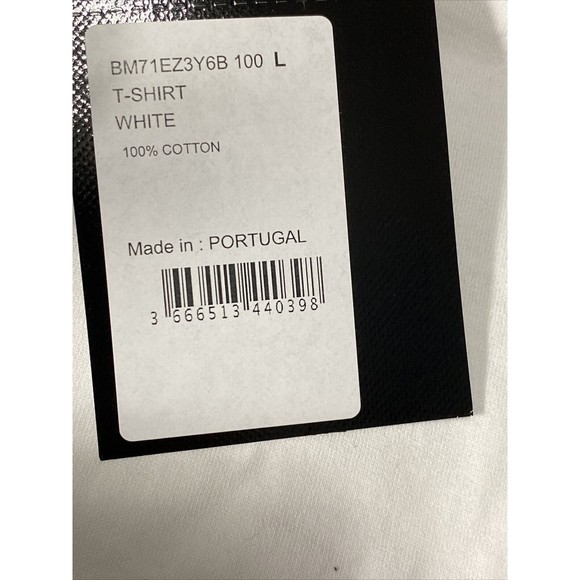 BM71EZ3Y6B 100 L
T-SHIRT
WHITE
100% COTTON
Made in : PORTUGAL
3 666513 440398